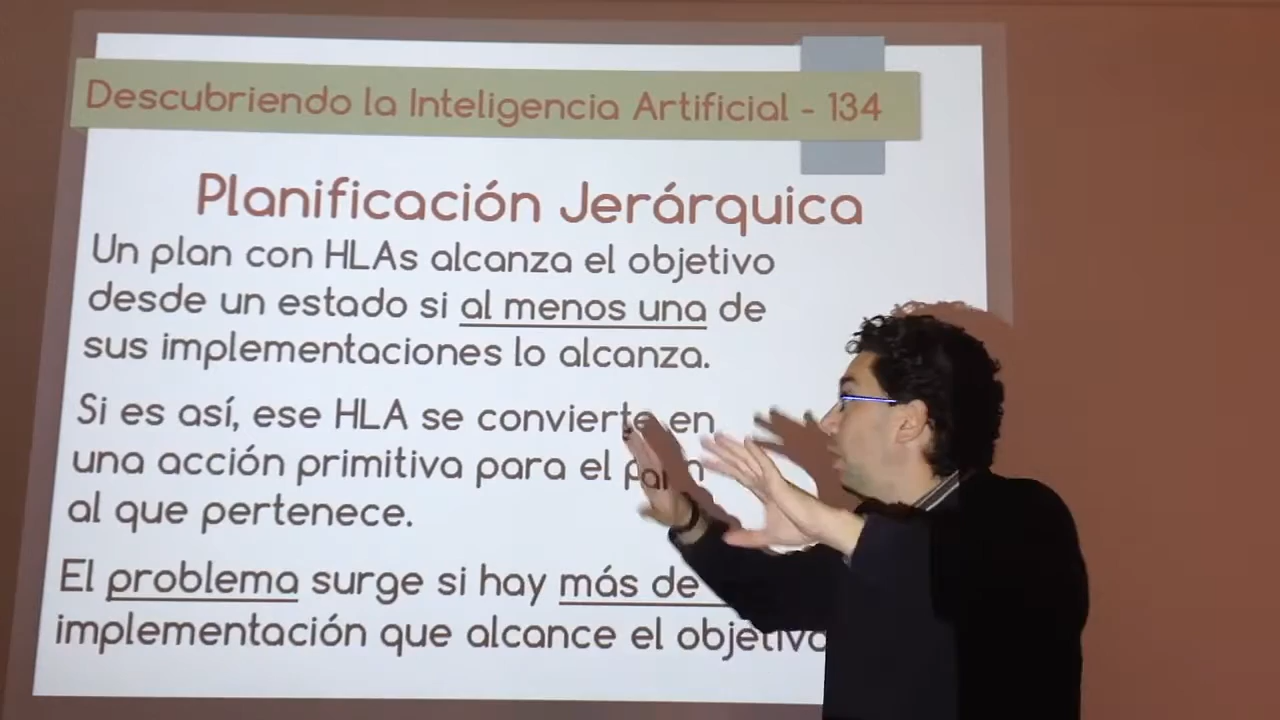 Descubriendo la Inteligencia Artificial - 134
Planificación Jerárquica
Un plan con HLAs alcanza el objetivo
desde un estado si al menos una de
sus implementaciones lo alcanza.
Si es así, ese HLA se convierte en
una acción primitiva para el
al que pertenece.
El problema surge si hay más de
implementación que alcance el objetivo